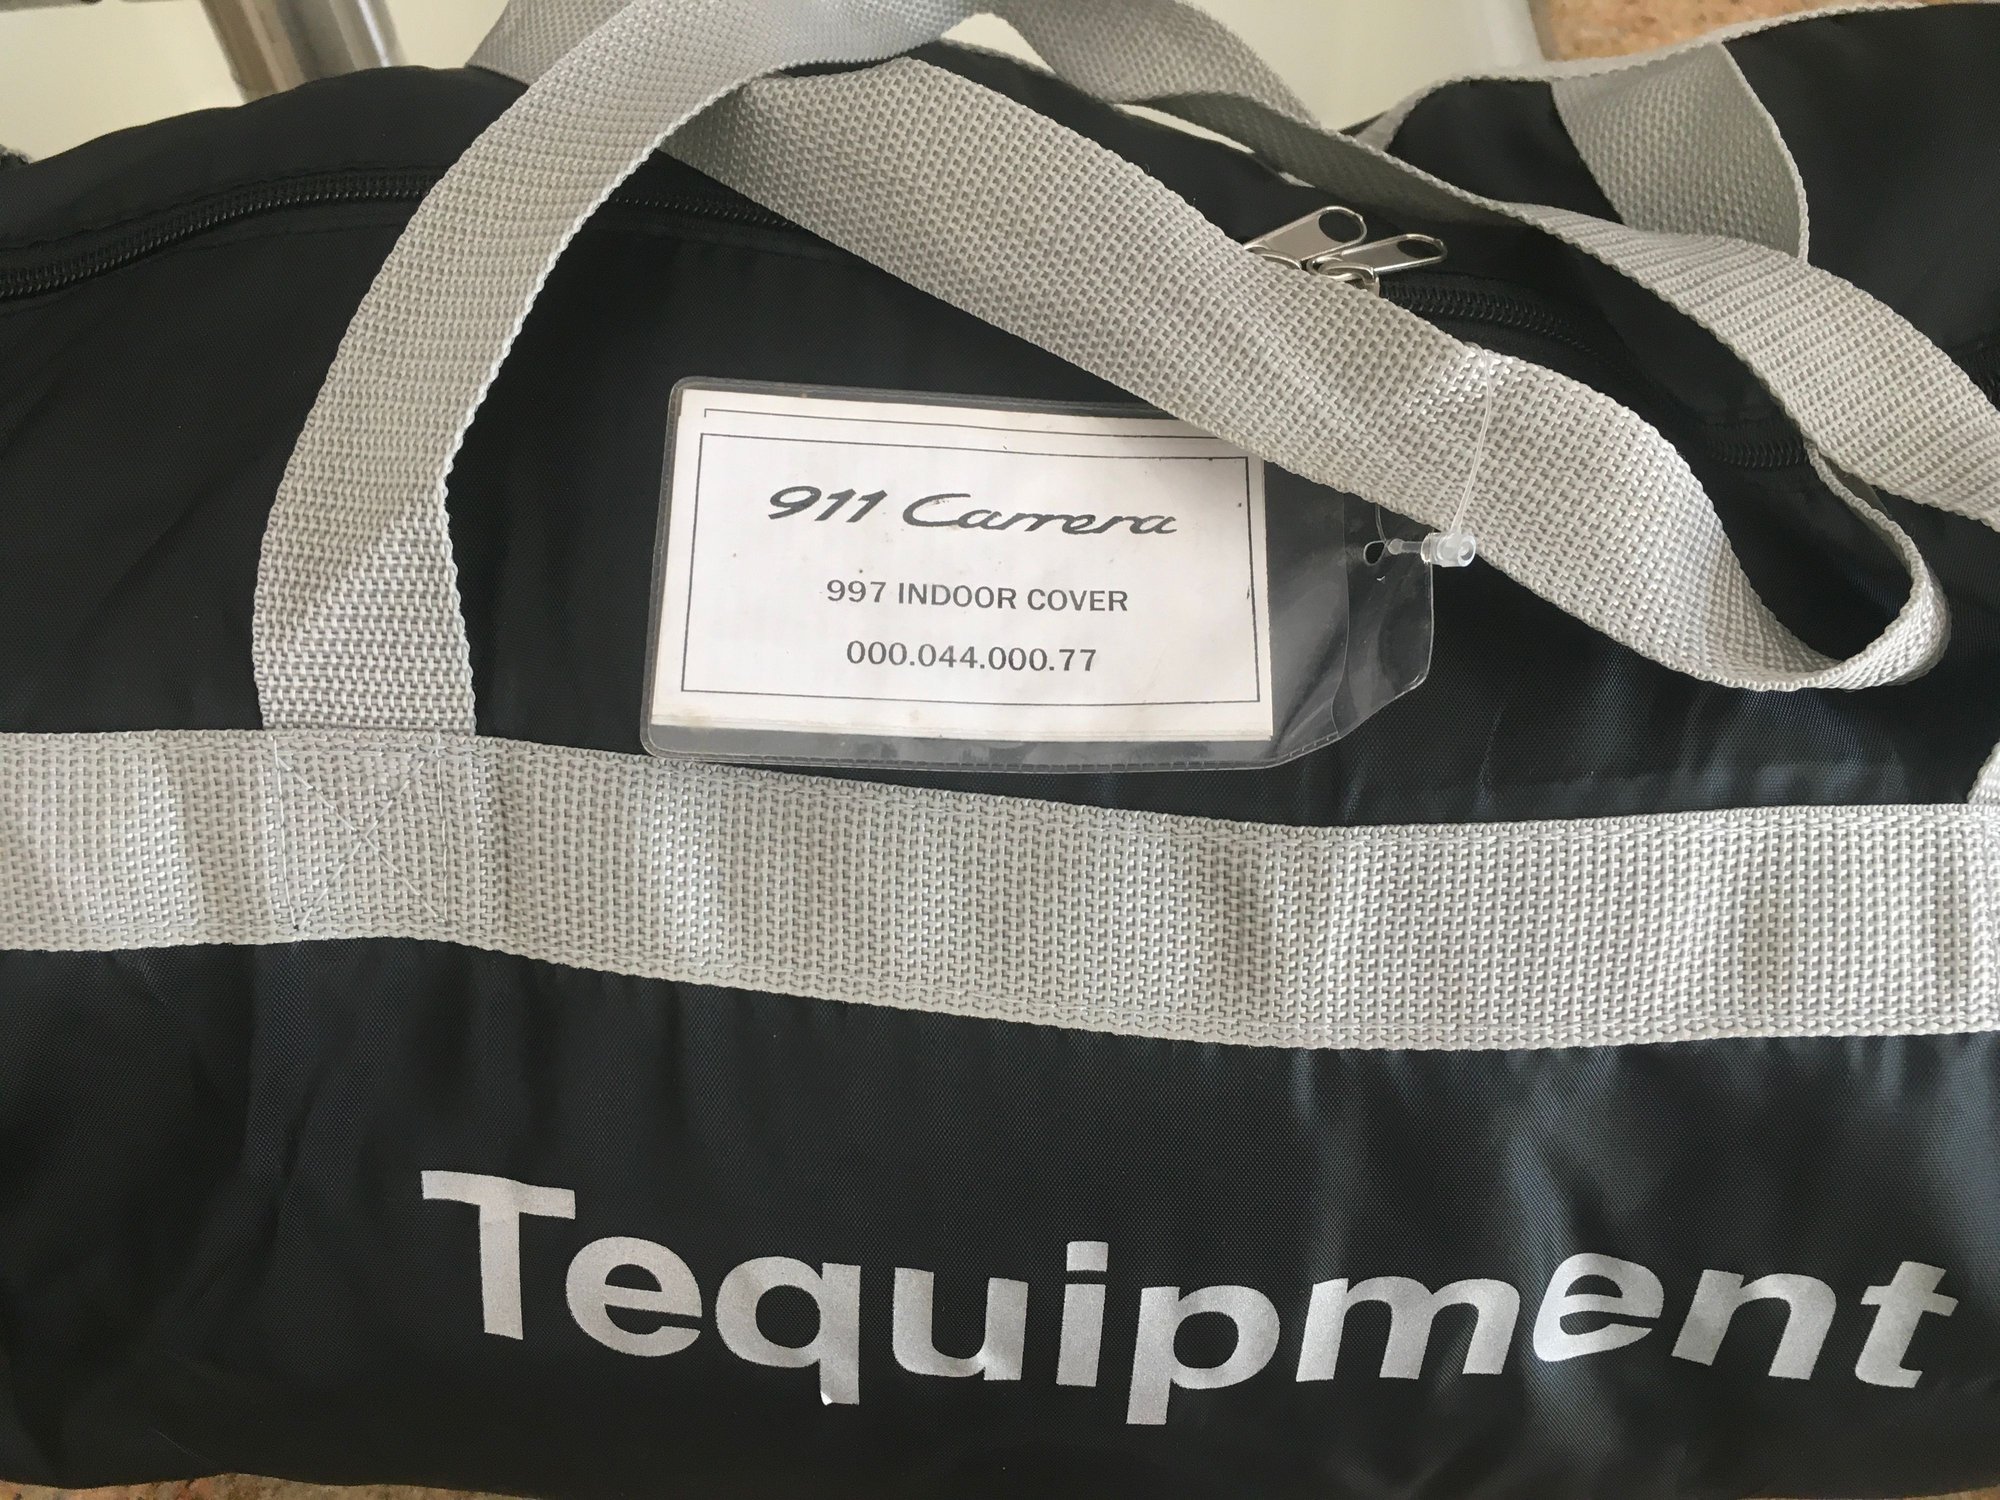 911 Carrera
997 INDOOR COVER
000.044.000.77
Tequipment